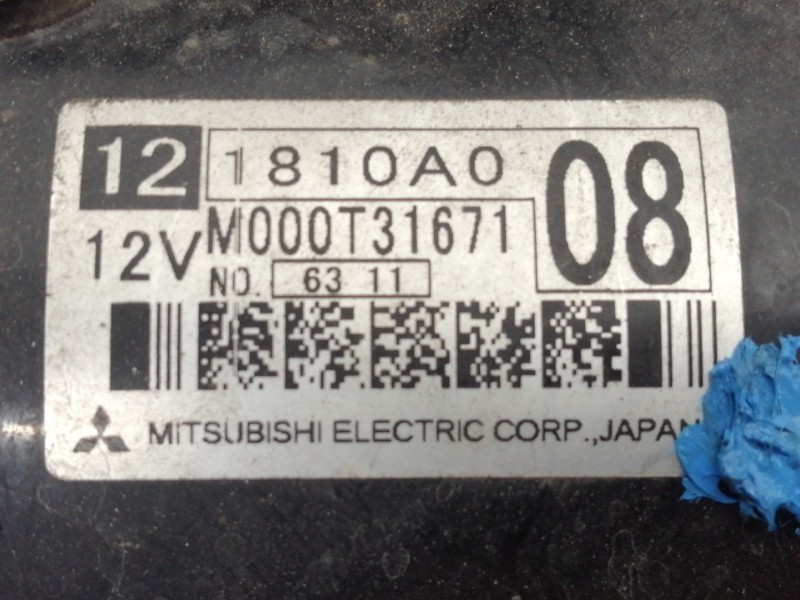 12 1810A0 08
12V M000T31671
NO. 63 11
MITSUBISHI ELECTRIC CORP.,JAPAN